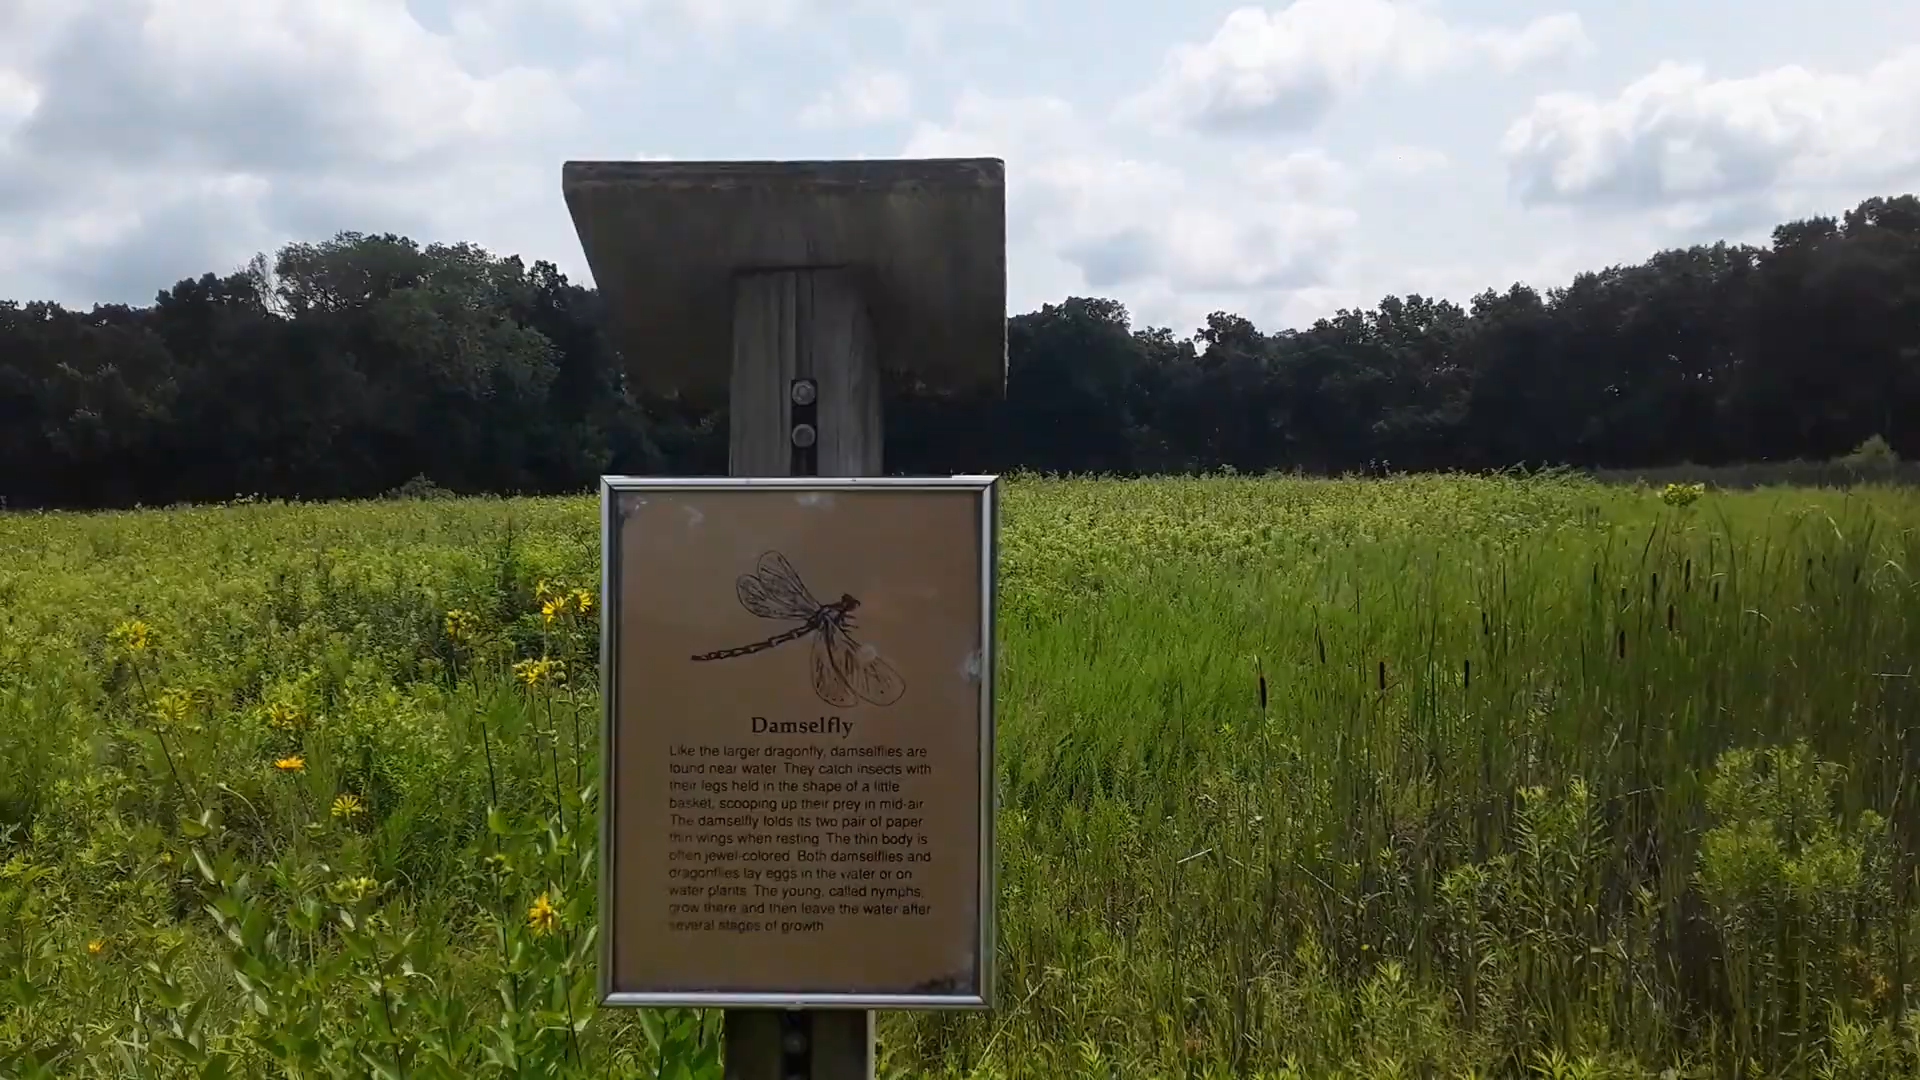 Damselfly
Like the larger dragonfly, damselflies are
found near water. They catch insects with
their legs held in the shape of a little
basket, scooping up their prey in mid-air.
The damselfly folds its two pair of paper
thin wings when resting. The thin body is
often jewel-colored. Both damselflies and
dragonflies lay eggs in the water or on
water plants. The young, called nymphs,
grow there and then leave the water after
several stages of growth.